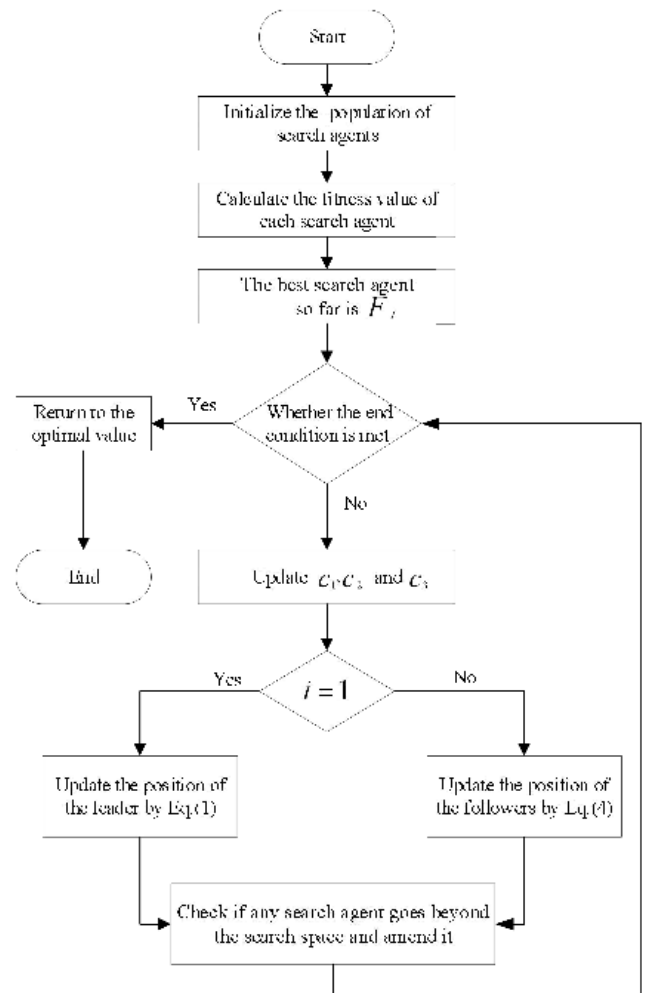 Start
Initialize the population of
search agents
Calculate the fitness value of
each search agent
The best search agent
so far is F
Whether the end
condition is met
Yes
Return to the
optimal value
End
No
Update c₁, c₂ and c₃
i = 1
Yes
No
Update the position of
the leader by Eq.(1)
Update the position of
the followers by Eq.(4)
Check if any search agent goes beyond
the search space and amend it